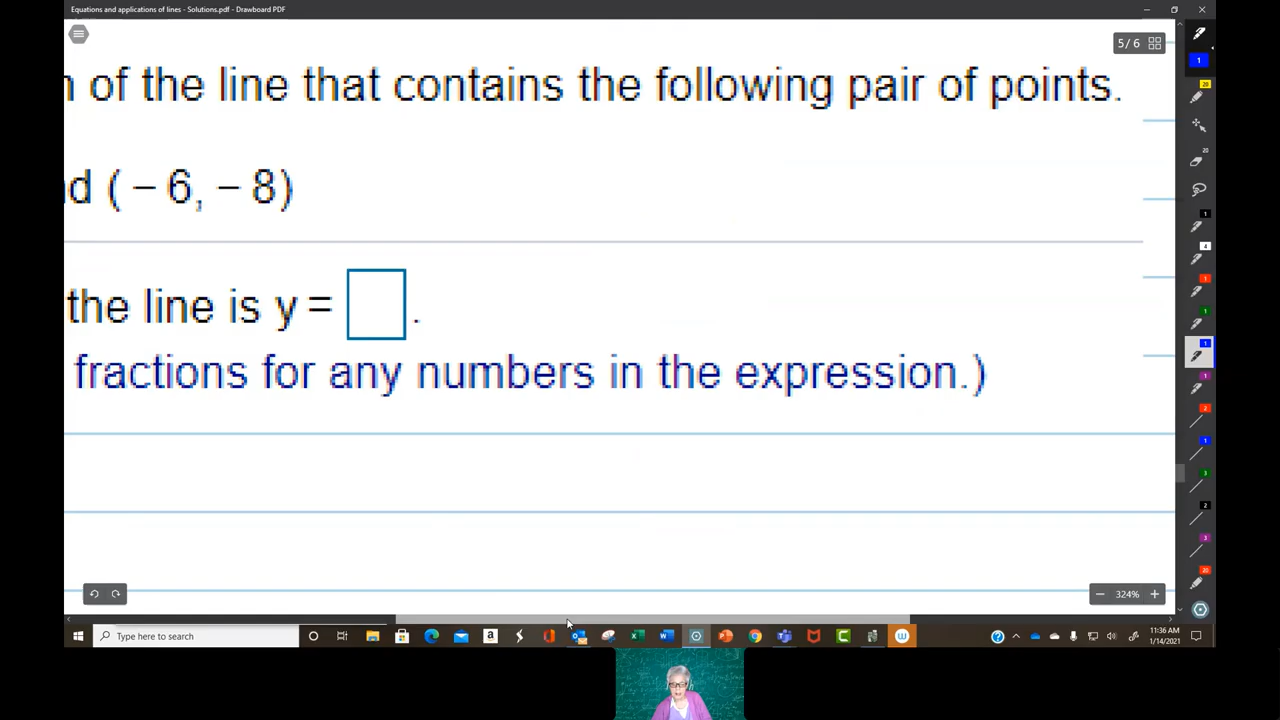 Equations and applications of lines - Solutions.pdf - Drawboard PDF
5 / 6
n of the line that contains the following pair of points.
nd ( − 6, − 8)
the line is y = .
fractions for any numbers in the expression.)
324%
Type here to search
11:36 AM
1/14/2021